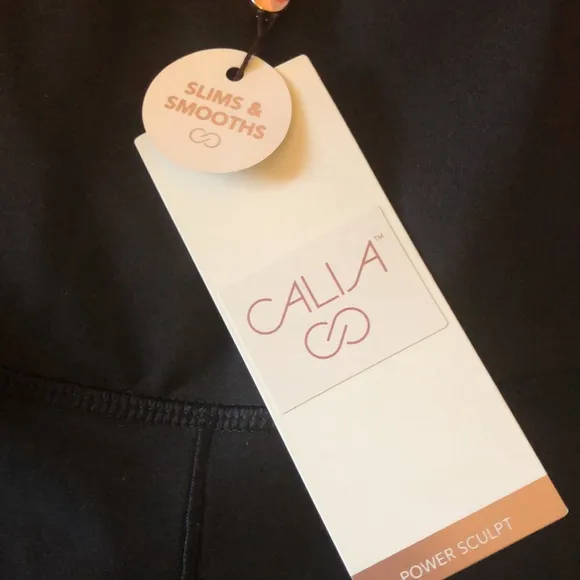 SLIMS &
SMOOTHS
CALIA™
POWER SCULPT